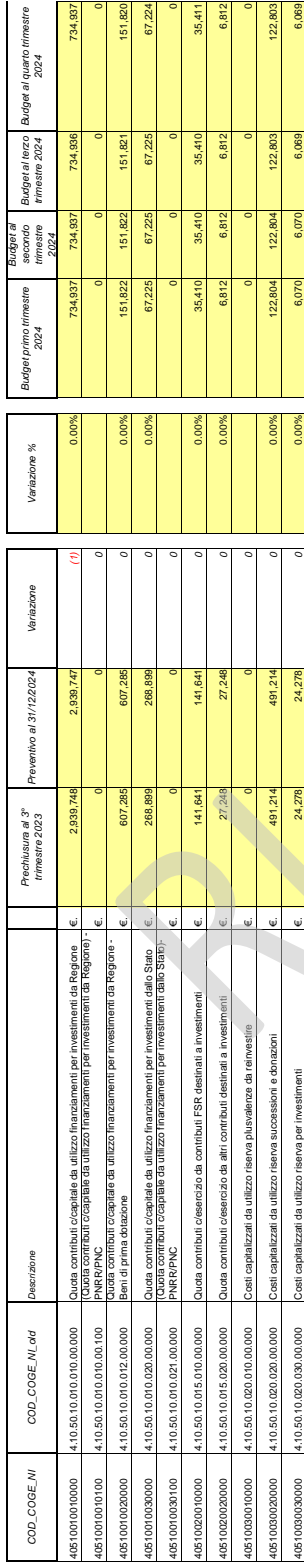 COD_COGE_NI COD_COGE_NI_old Descrizione Prechiusura al 3° trimestre 2023 Preventivo al 31/12/2024 Variazione Variazione % Budget primo trimestre 2024 Budget al secondo trimestre 2024 Budget al terzo trimestre 2024 Budget al quarto trimestre 2024
40510010010000 4.10.50.10.010.010.00.000 Quota contributi c/capitale da utilizzo finanziamenti per investimenti da Regione €. 2,939,748 2,939,747 (1) 0.00% 734,937 734,937 734,936 734,937
(Quota contributi c/capitale da utilizzo finanziamenti per investimenti da Regione) -
40510010010100 4.10.50.10.010.010.00.100 PNRR/PNC €. 0 0 0 0 0 0 0
Quota contributi c/capitale da utilizzo finanziamenti per investimenti da Regione -
40510010020000 4.10.50.10.010.012.00.000 Beni di prima dotazione €. 607,285 607,285 0 0.00% 151,822 151,822 151,821 151,820
40510010030000 4.10.50.10.010.020.00.000 Quota contributi c/capitale da utilizzo finanziamenti per investimenti dallo Stato €. 268,899 268,899 0 0.00% 67,225 67,225 67,225 67,224
(Quota contributi c/capitale da utilizzo finanziamenti per investimenti dallo Stato)-
40510010030100 4.10.50.10.010.021.00.000 PNRR/PNC €. 0 0 0 0 0 0 0
40510020010000 4.10.50.10.015.010.00.000 Quota contributi c/esercizio da contributi FSR destinati a investimenti €. 141,641 141,641 0 0.00% 35,410 35,410 35,410 35,411
40510020020000 4.10.50.10.015.020.00.000 Quota contributi c/esercizio da altri contributi destinati a investimenti €. 27,248 27,248 0 0.00% 6,812 6,812 6,812 6,812
40510030010000 4.10.50.10.020.010.00.000 Costi capitalizzati da utilizzo riserva plusvalenze da reinvestire €. 0 0 0 0 0 0 0
40510030020000 4.10.50.10.020.020.00.000 Costi capitalizzati da utilizzo riserva successioni e donazioni €. 491,214 491,214 0 0.00% 122,804 122,804 122,803 122,803
40510030030000 4.10.50.10.020.030.00.000 Costi capitalizzati da utilizzo riserva per investimenti €. 24,278 24,278 0 0.00% 6,070 6,070 6,069 6,069